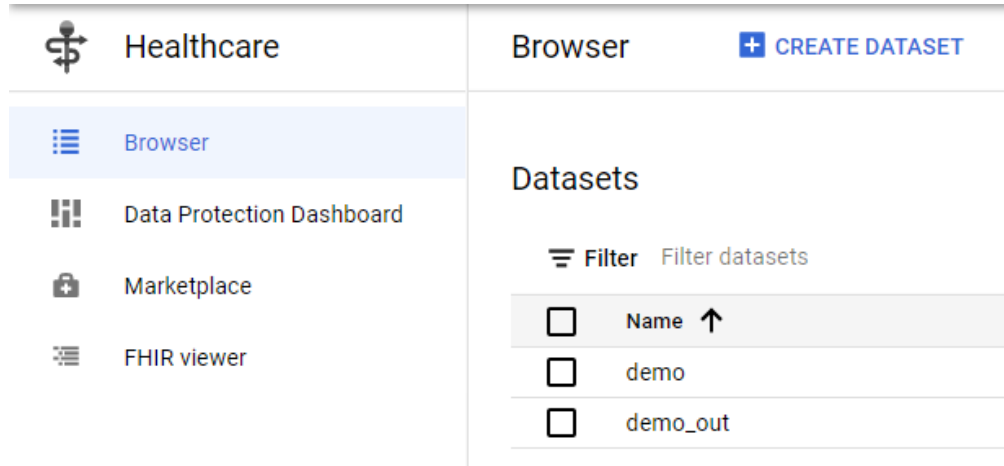 Healthcare
Browser
CREATE DATASET
Browser
Data Protection Dashboard
Marketplace
FHIR viewer
Datasets
Filter Filter datasets
Name
demo
demo_out